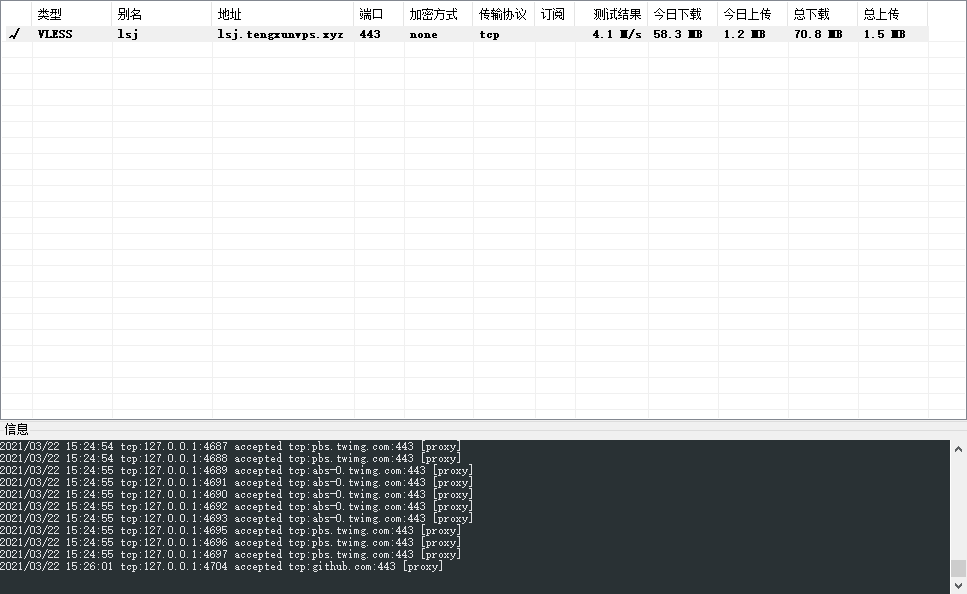 类型 别名 地址 端口 加密方式 传输协议 订阅 测试结果 今日下载 今日上传 总下载 总上传
✓ VLESS lsj lsj.tengxunvps.xyz 443 none tcp 4.1 M/s 58.3 MB 1.2 MB 70.8 MB 1.5 MB
信息
2021/03/22 15:24:54 tcp:127.0.0.1:4687 accepted tcp:pbs.twimg.com:443 [proxy]
2021/03/22 15:24:54 tcp:127.0.0.1:4688 accepted tcp:pbs.twimg.com:443 [proxy]
2021/03/22 15:24:55 tcp:127.0.0.1:4689 accepted tcp:abs-0.twimg.com:443 [proxy]
2021/03/22 15:24:55 tcp:127.0.0.1:4691 accepted tcp:abs-0.twimg.com:443 [proxy]
2021/03/22 15:24:55 tcp:127.0.0.1:4690 accepted tcp:abs-0.twimg.com:443 [proxy]
2021/03/22 15:24:55 tcp:127.0.0.1:4692 accepted tcp:abs-0.twimg.com:443 [proxy]
2021/03/22 15:24:55 tcp:127.0.0.1:4693 accepted tcp:abs-0.twimg.com:443 [proxy]
2021/03/22 15:24:55 tcp:127.0.0.1:4695 accepted tcp:pbs.twimg.com:443 [proxy]
2021/03/22 15:24:55 tcp:127.0.0.1:4696 accepted tcp:pbs.twimg.com:443 [proxy]
2021/03/22 15:24:55 tcp:127.0.0.1:4697 accepted tcp:pbs.twimg.com:443 [proxy]
2021/03/22 15:26:01 tcp:127.0.0.1:4704 accepted tcp:github.com:443 [proxy]